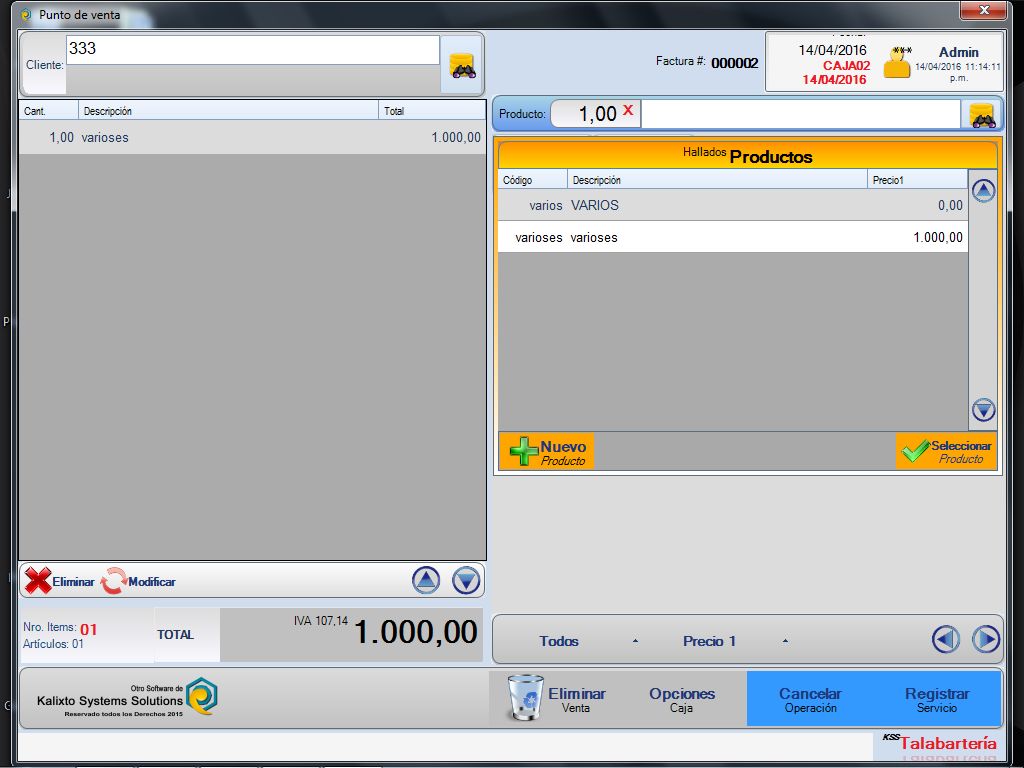 Punto de venta
Cliente:
333
Factura #: 000002
14/04/2016
CAJA02
14/04/2016
Admin
14/04/2016 11:14:11
p.m.
Cant. Descripción Total
1,00 varioses 1.000,00
Producto: 1,00 X
Hallados Productos
Código Descripción Precio1
varios VARIOS 0,00
varioses varioses 1.000,00
Nuevo
Producto
Seleccionar
Producto
Eliminar Modificar
Nro. Items: 01
Artículos: 01
TOTAL
IVA 107,14 1.000,00
Todos Precio 1
Otro Software de
Kalixto Systems Solutions
Reservado todos los Derechos 2015
Eliminar
Venta
Opciones
Caja
Cancelar
Operación
Registrar
Servicio
KSS Talabartería